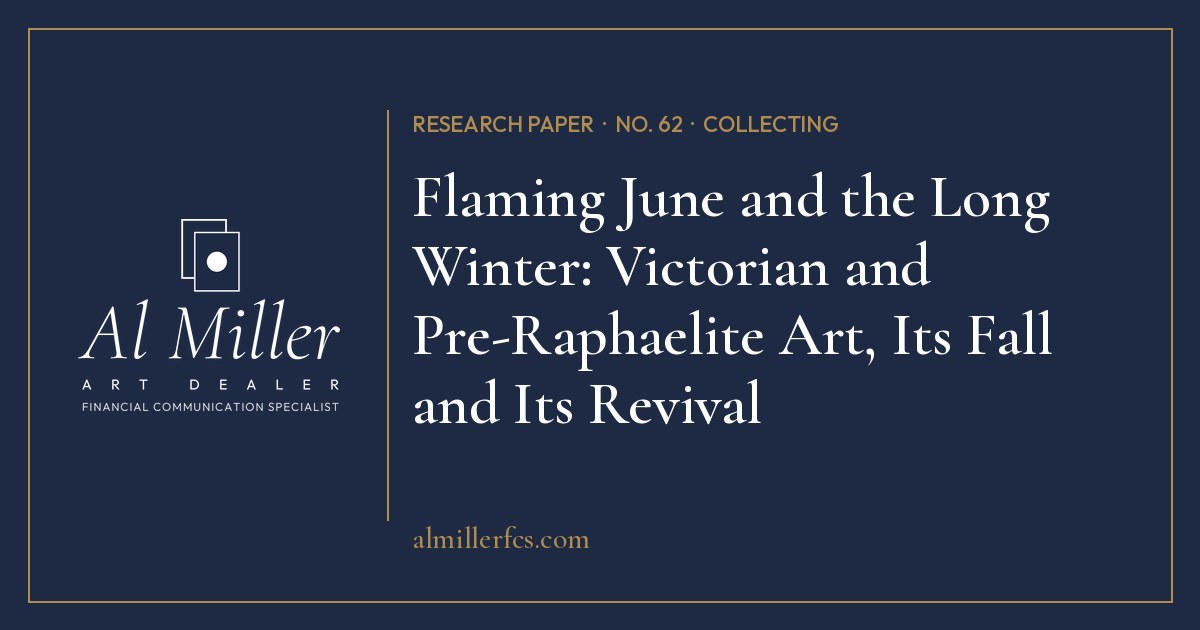 Al Miller
ART DEALER
FINANCIAL COMMUNICATION SPECIALIST
RESEARCH PAPER · NO. 62 · COLLECTING
Flaming June and the Long
Winter: Victorian and
Pre-Raphaelite Art, Its Fall
and Its Revival
almillerfcs.com